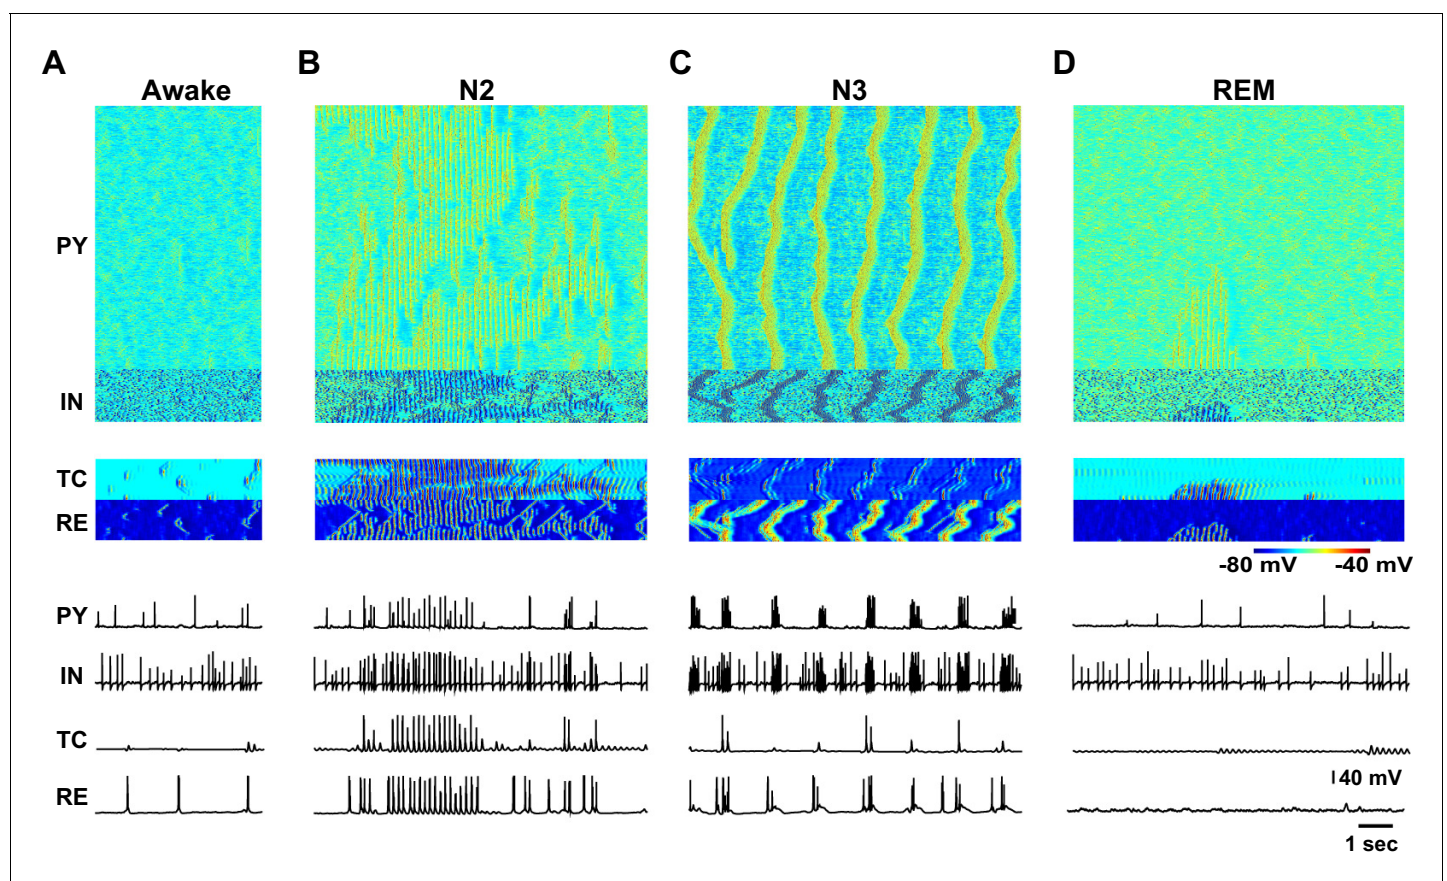 A B C D
Awake N2 N3 REM
PY
IN
TC
RE
-80 mV -40 mV
PY
IN
TC
RE
40 mV
1 sec